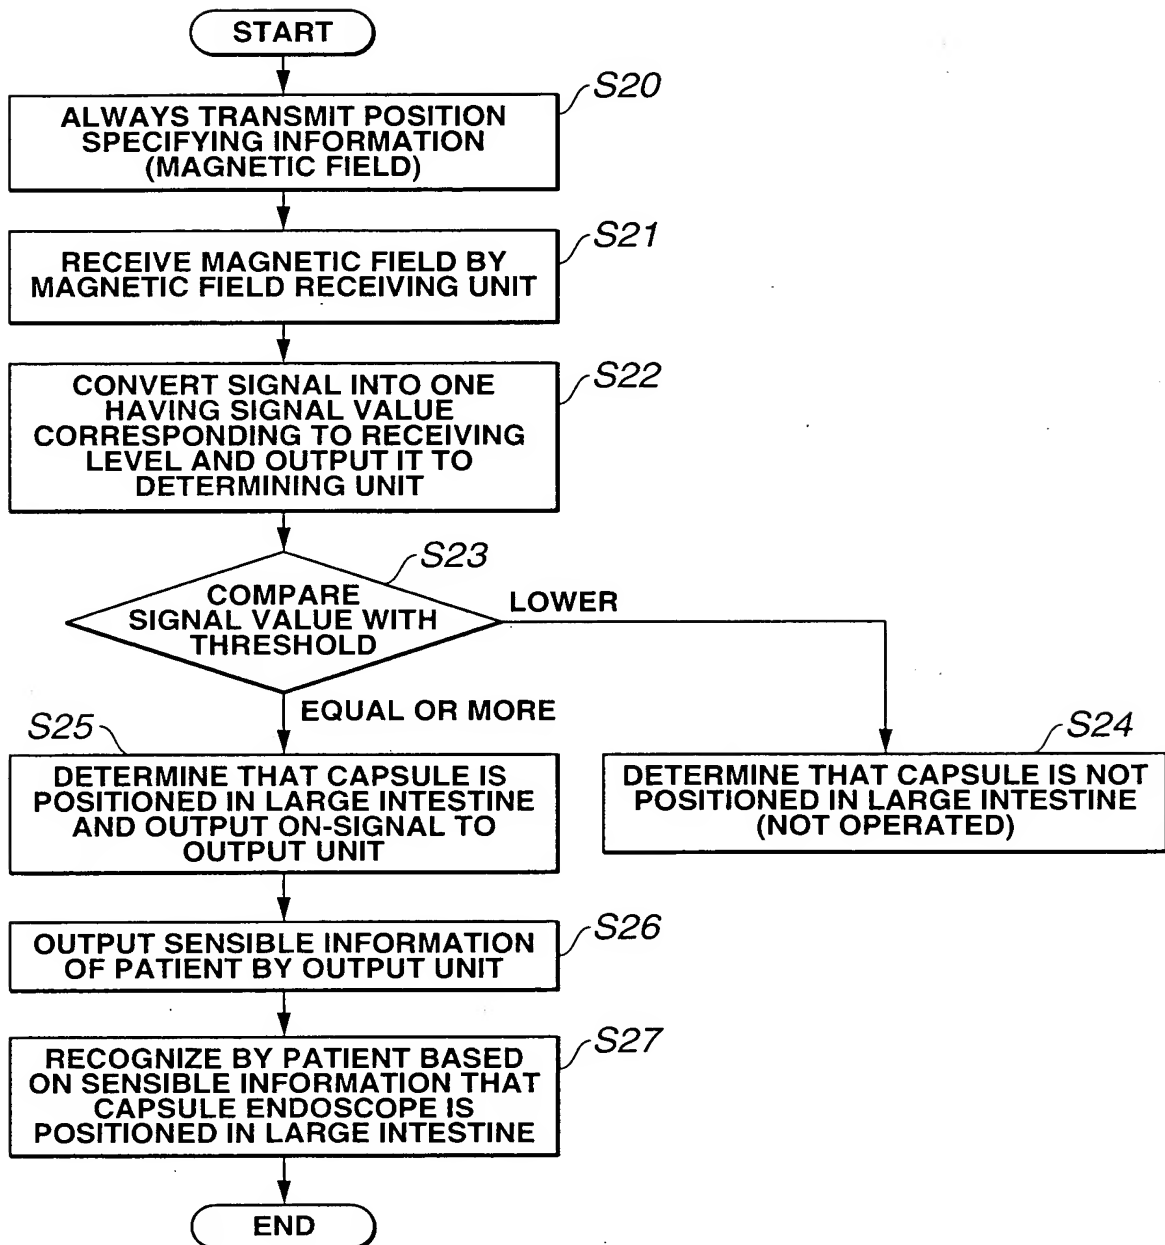 START
S20
ALWAYS TRANSMIT POSITION
SPECIFYING INFORMATION
(MAGNETIC FIELD)
S21
RECEIVE MAGNETIC FIELD BY
MAGNETIC FIELD RECEIVING UNIT
S22
CONVERT SIGNAL INTO ONE
HAVING SIGNAL VALUE
CORRESPONDING TO RECEIVING
LEVEL AND OUTPUT IT TO
DETERMINING UNIT
S23
COMPARE
SIGNAL VALUE WITH
THRESHOLD
LOWER
EQUAL OR MORE
S25
DETERMINE THAT CAPSULE IS
POSITIONED IN LARGE INTESTINE
AND OUTPUT ON-SIGNAL TO
OUTPUT UNIT
S24
DETERMINE THAT CAPSULE IS NOT
POSITIONED IN LARGE INTESTINE
(NOT OPERATED)
S26
OUTPUT SENSIBLE INFORMATION
OF PATIENT BY OUTPUT UNIT
S27
RECOGNIZE BY PATIENT BASED
ON SENSIBLE INFORMATION THAT
CAPSULE ENDOSCOPE IS
POSITIONED IN LARGE INTESTINE
END